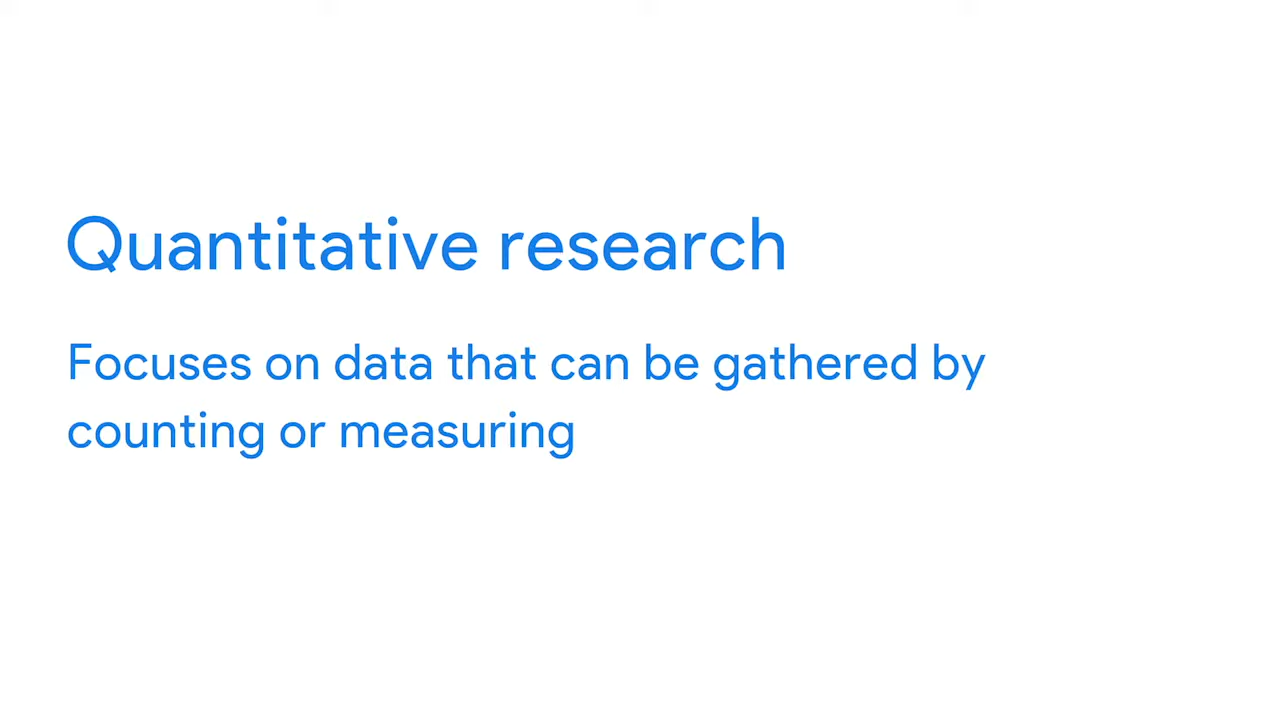 Quantitative research
Focuses on data that can be gathered by
counting or measuring